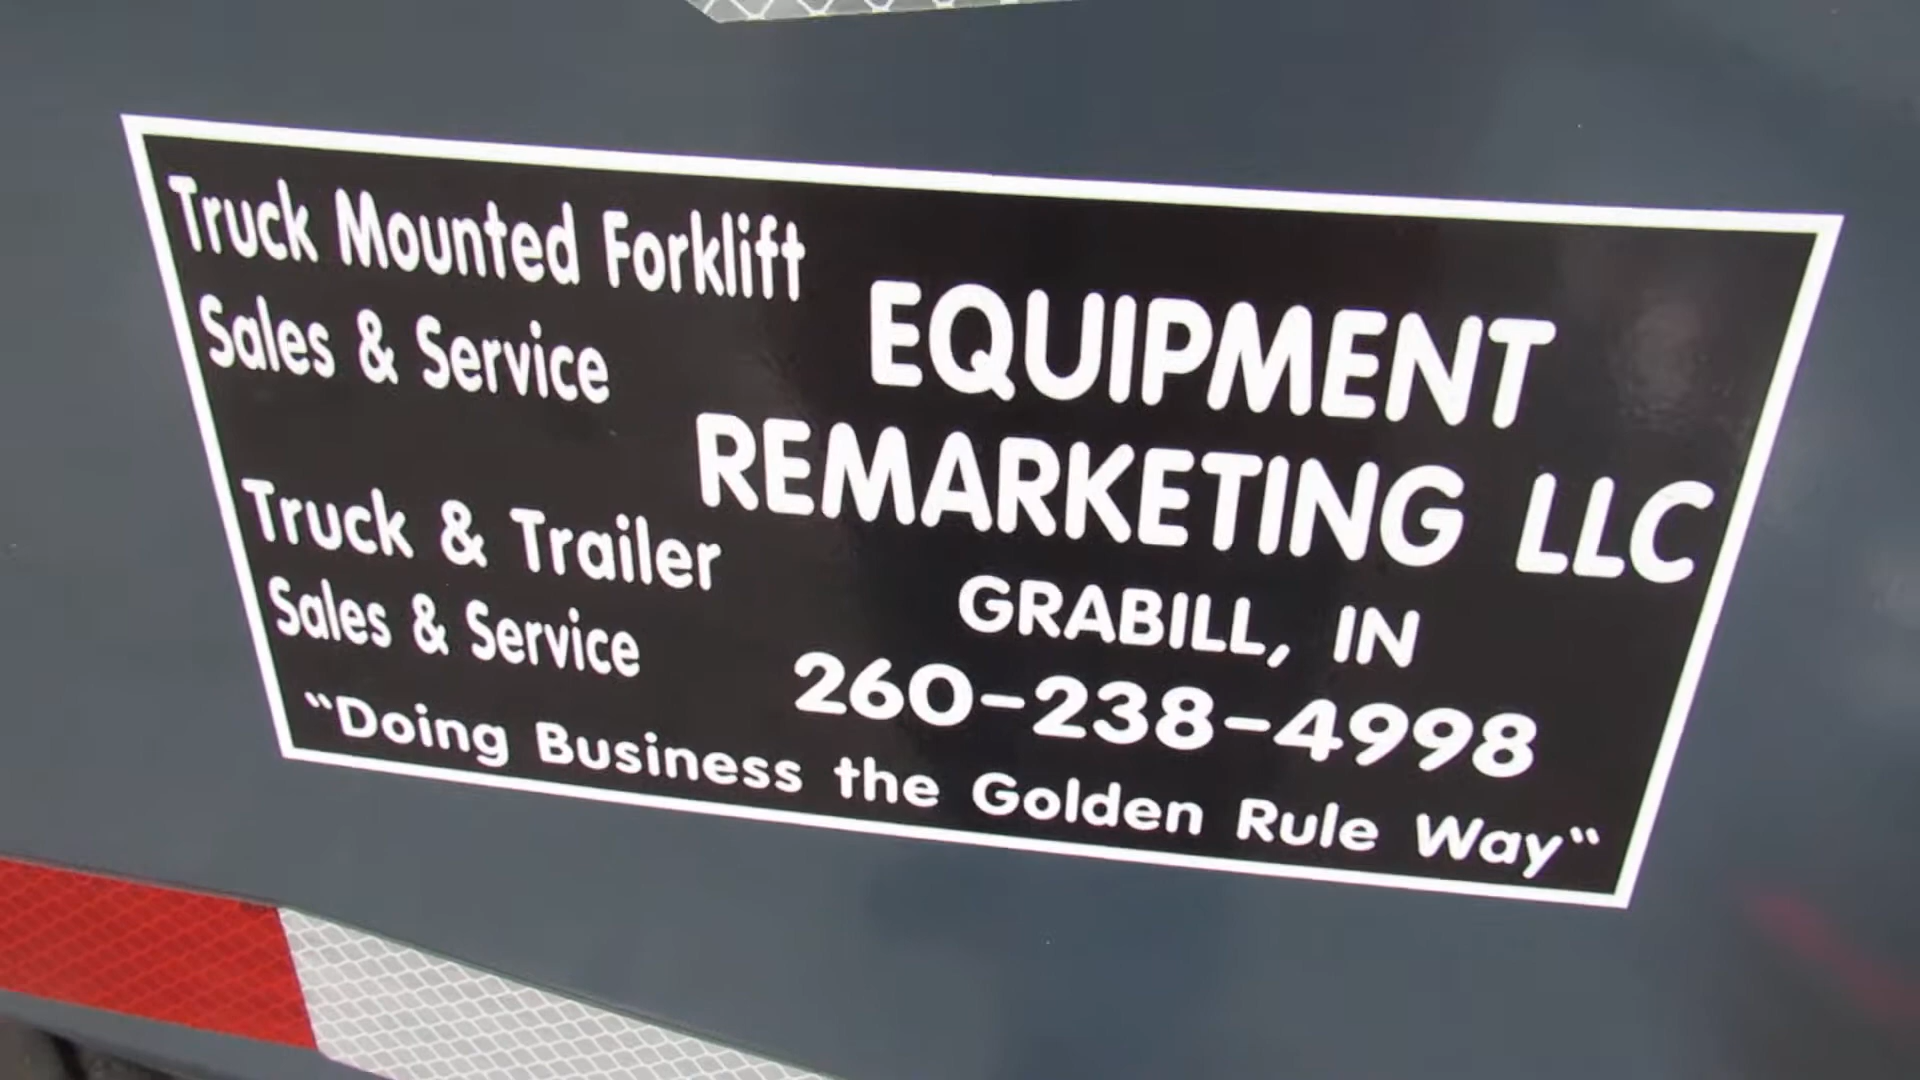 Truck Mounted Forklift
Sales & Service
Truck & Trailer
Sales & Service
EQUIPMENT
REMARKETING LLC
GRABILL, IN
260-238-4998
"Doing Business the Golden Rule Way"